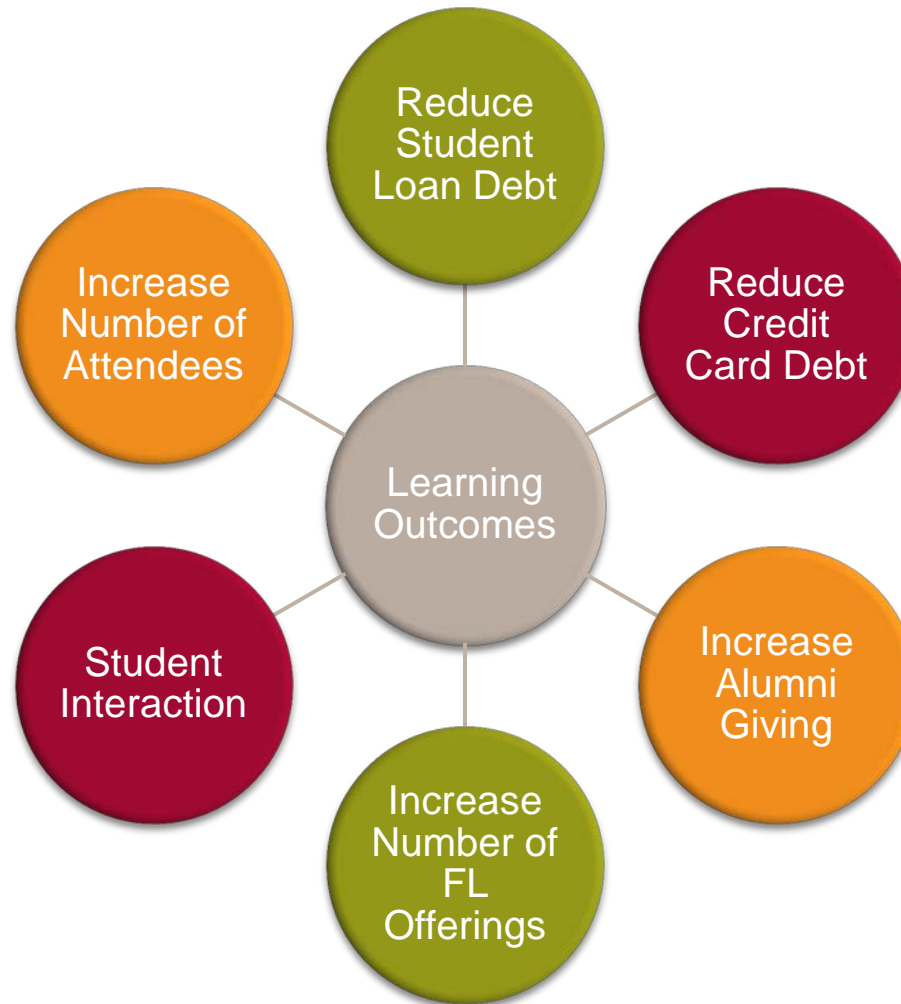 Reduce
Student
Loan Debt
Increase
Number of
Attendees
Reduce
Credit
Card Debt
Learning
Outcomes
Student
Interaction
Increase
Alumni
Giving
Increase
Number of
FL
Offerings